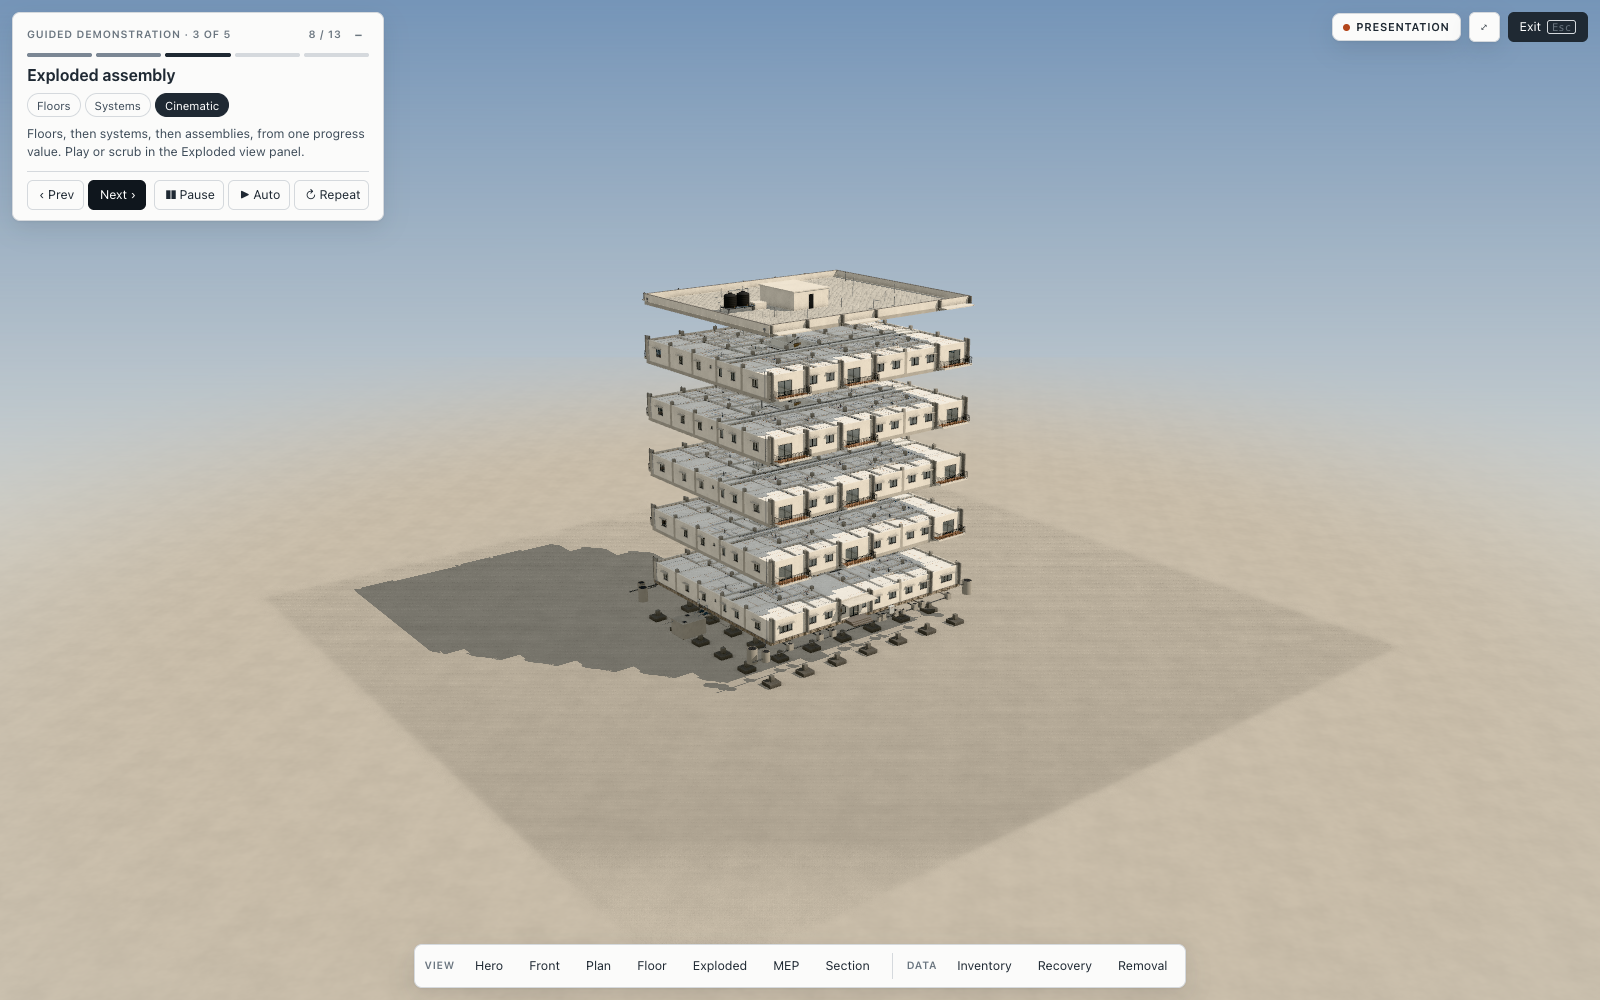 GUIDED DEMONSTRATION · 3 OF 5 8 / 13 –
Exploded assembly
Floors Systems Cinematic
Floors, then systems, then assemblies, from one progress
value. Play or scrub in the Exploded view panel.
‹ Prev Next › Pause Auto Repeat
PRESENTATION
Exit Esc
VIEW Hero Front Plan Floor Exploded MEP Section DATA Inventory Recovery Removal